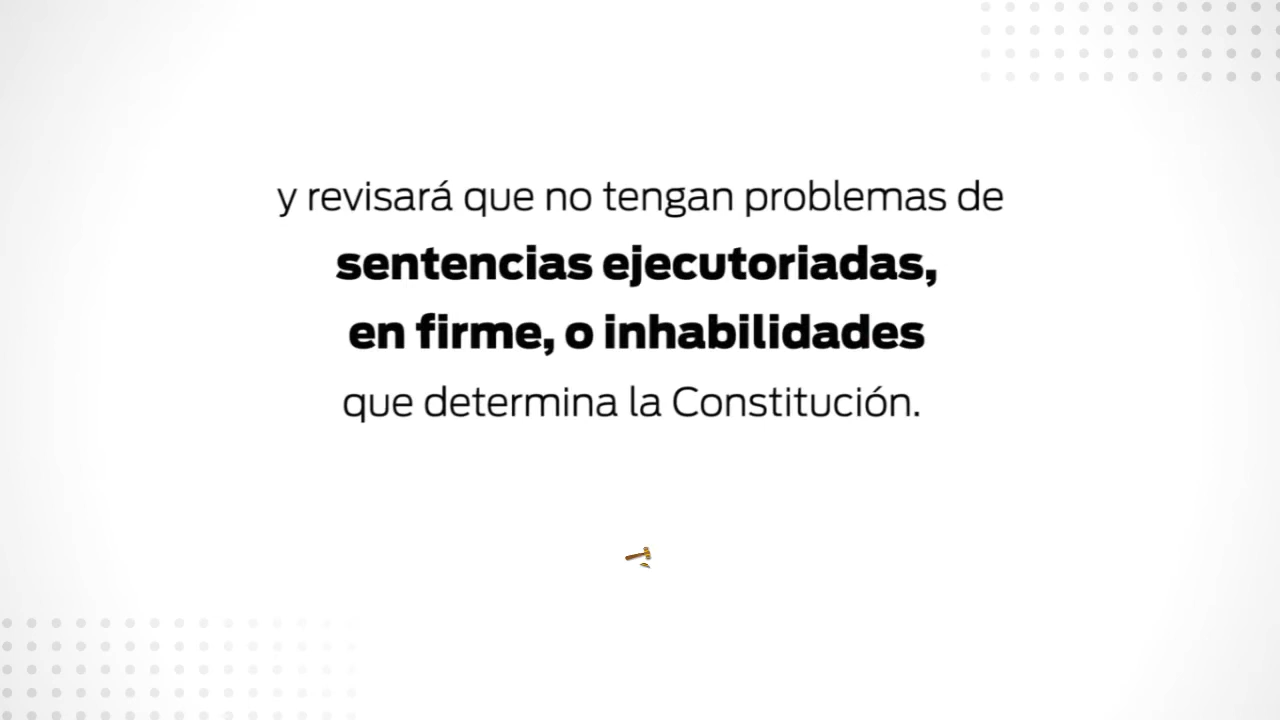 y revisará que no tengan problemas de
sentencias ejecutoriadas,
en firme, o inhabilidades
que determina la Constitución.